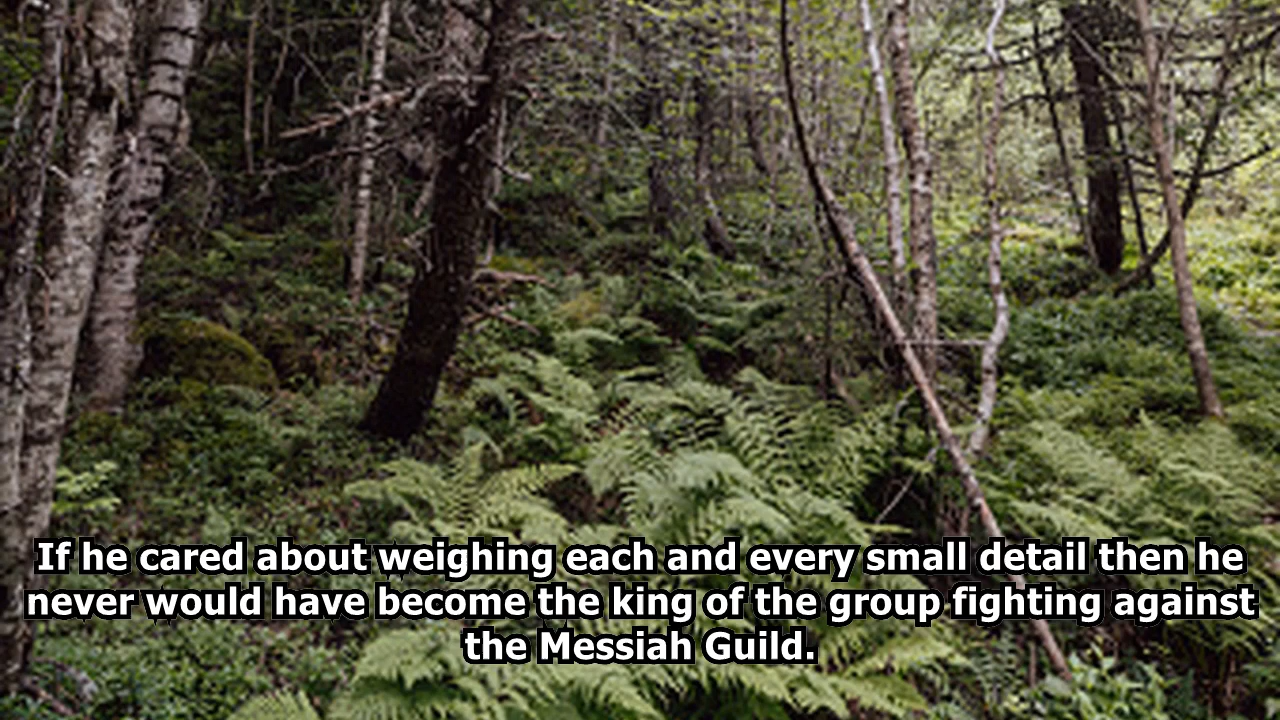 If he cared about weighing each and every small detail then he
never would have become the king of the group fighting against
the Messiah Guild.